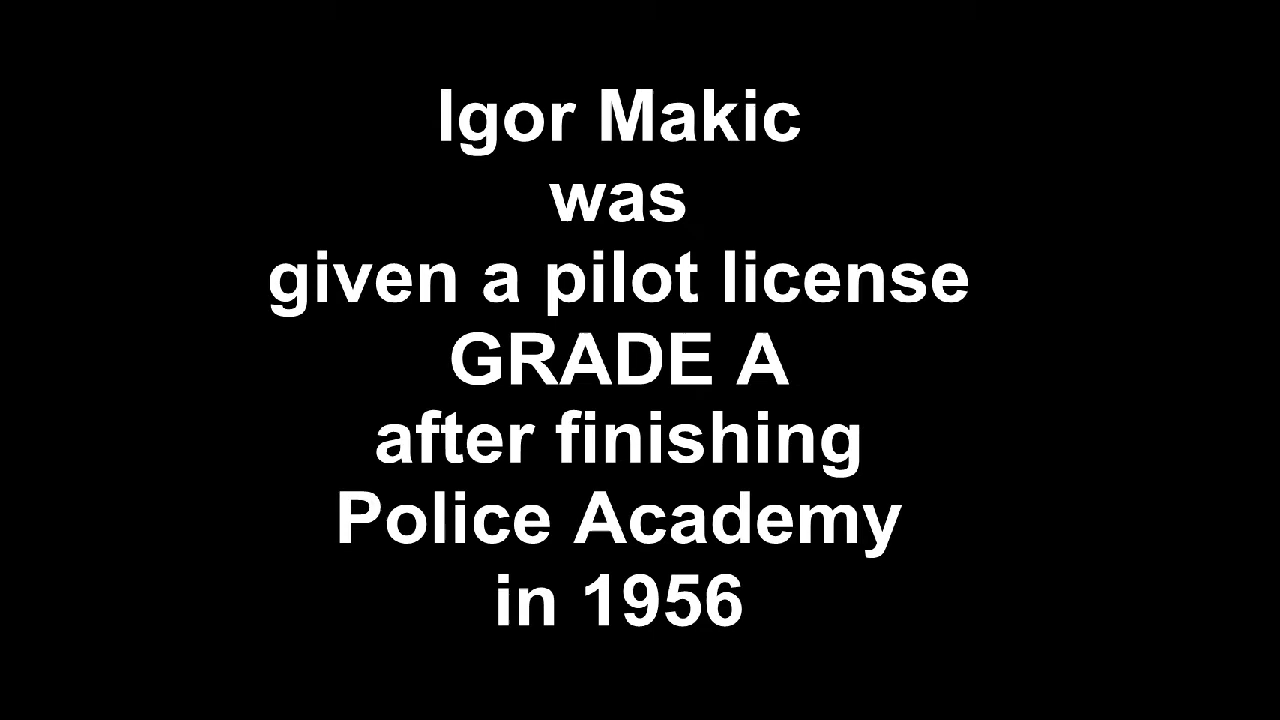 Igor Makic
was
given a pilot license
GRADE A
after finishing
Police Academy
in 1956